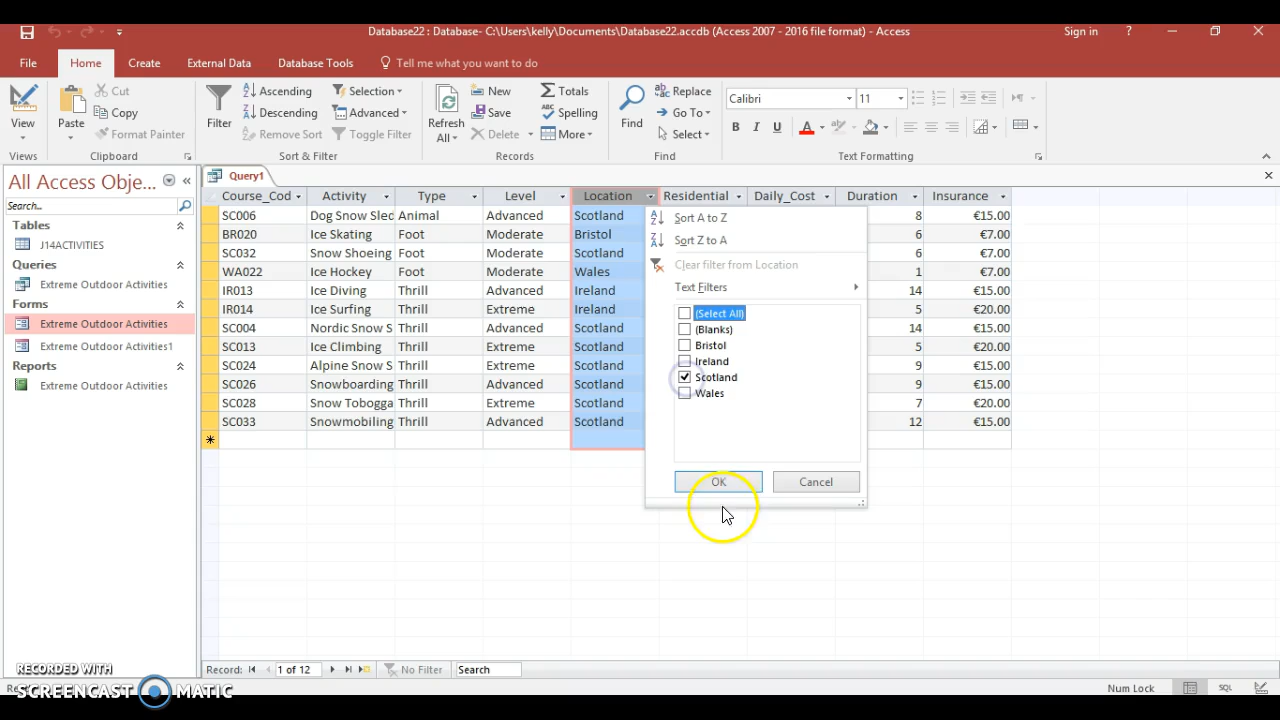 Database22 : Database- C:\Users\kelly\Documents\Database22.accdb (Access 2007 - 2016 file format) - Access Sign in ?
File Home Create External Data Database Tools Tell me what you want to do
View Paste Cut Copy Format Painter Filter Ascending Descending Remove Sort Selection Advanced Toggle Filter Refresh All New Save Delete Totals Spelling More Find Replace Go To Select Calibri 11 B I U A
Views Clipboard Sort & Filter Records Find Text Formatting
All Access Obje...
Search...
Tables
J14ACTIVITIES
Queries
Extreme Outdoor Activities
Forms
Extreme Outdoor Activities
Extreme Outdoor Activities1
Reports
Extreme Outdoor Activities
Query1
Course_Cod Activity Type Level Location Residential Daily_Cost Duration Insurance
SC006 Dog Snow Sled Animal Advanced Scotland 8 €15.00
BR020 Ice Skating Foot Moderate Bristol 6 €7.00
SC032 Snow Shoeing Foot Moderate Scotland 6 €7.00
WA022 Ice Hockey Foot Moderate Wales 1 €7.00
IR013 Ice Diving Thrill Advanced Ireland 14 €15.00
IR014 Ice Surfing Thrill Extreme Ireland 5 €20.00
SC004 Nordic Snow S Thrill Advanced Scotland 14 €15.00
SC013 Ice Climbing Thrill Extreme Scotland 5 €20.00
SC024 Alpine Snow S Thrill Extreme Scotland 9 €15.00
SC026 Snowboarding Thrill Advanced Scotland 9 €15.00
SC028 Snow Tobogga Thrill Extreme Scotland 7 €20.00
SC033 Snowmobiling Thrill Advanced Scotland 12 €15.00
Sort A to Z
Sort Z to A
Clear filter from Location
Text Filters
(Select All)
(Blanks)
Bristol
Ireland
Scotland
Wales
OK Cancel
Record: 1 of 12 No Filter Search
RECORDED WITH
SCREENCAST MATIC
Num Lock SQL